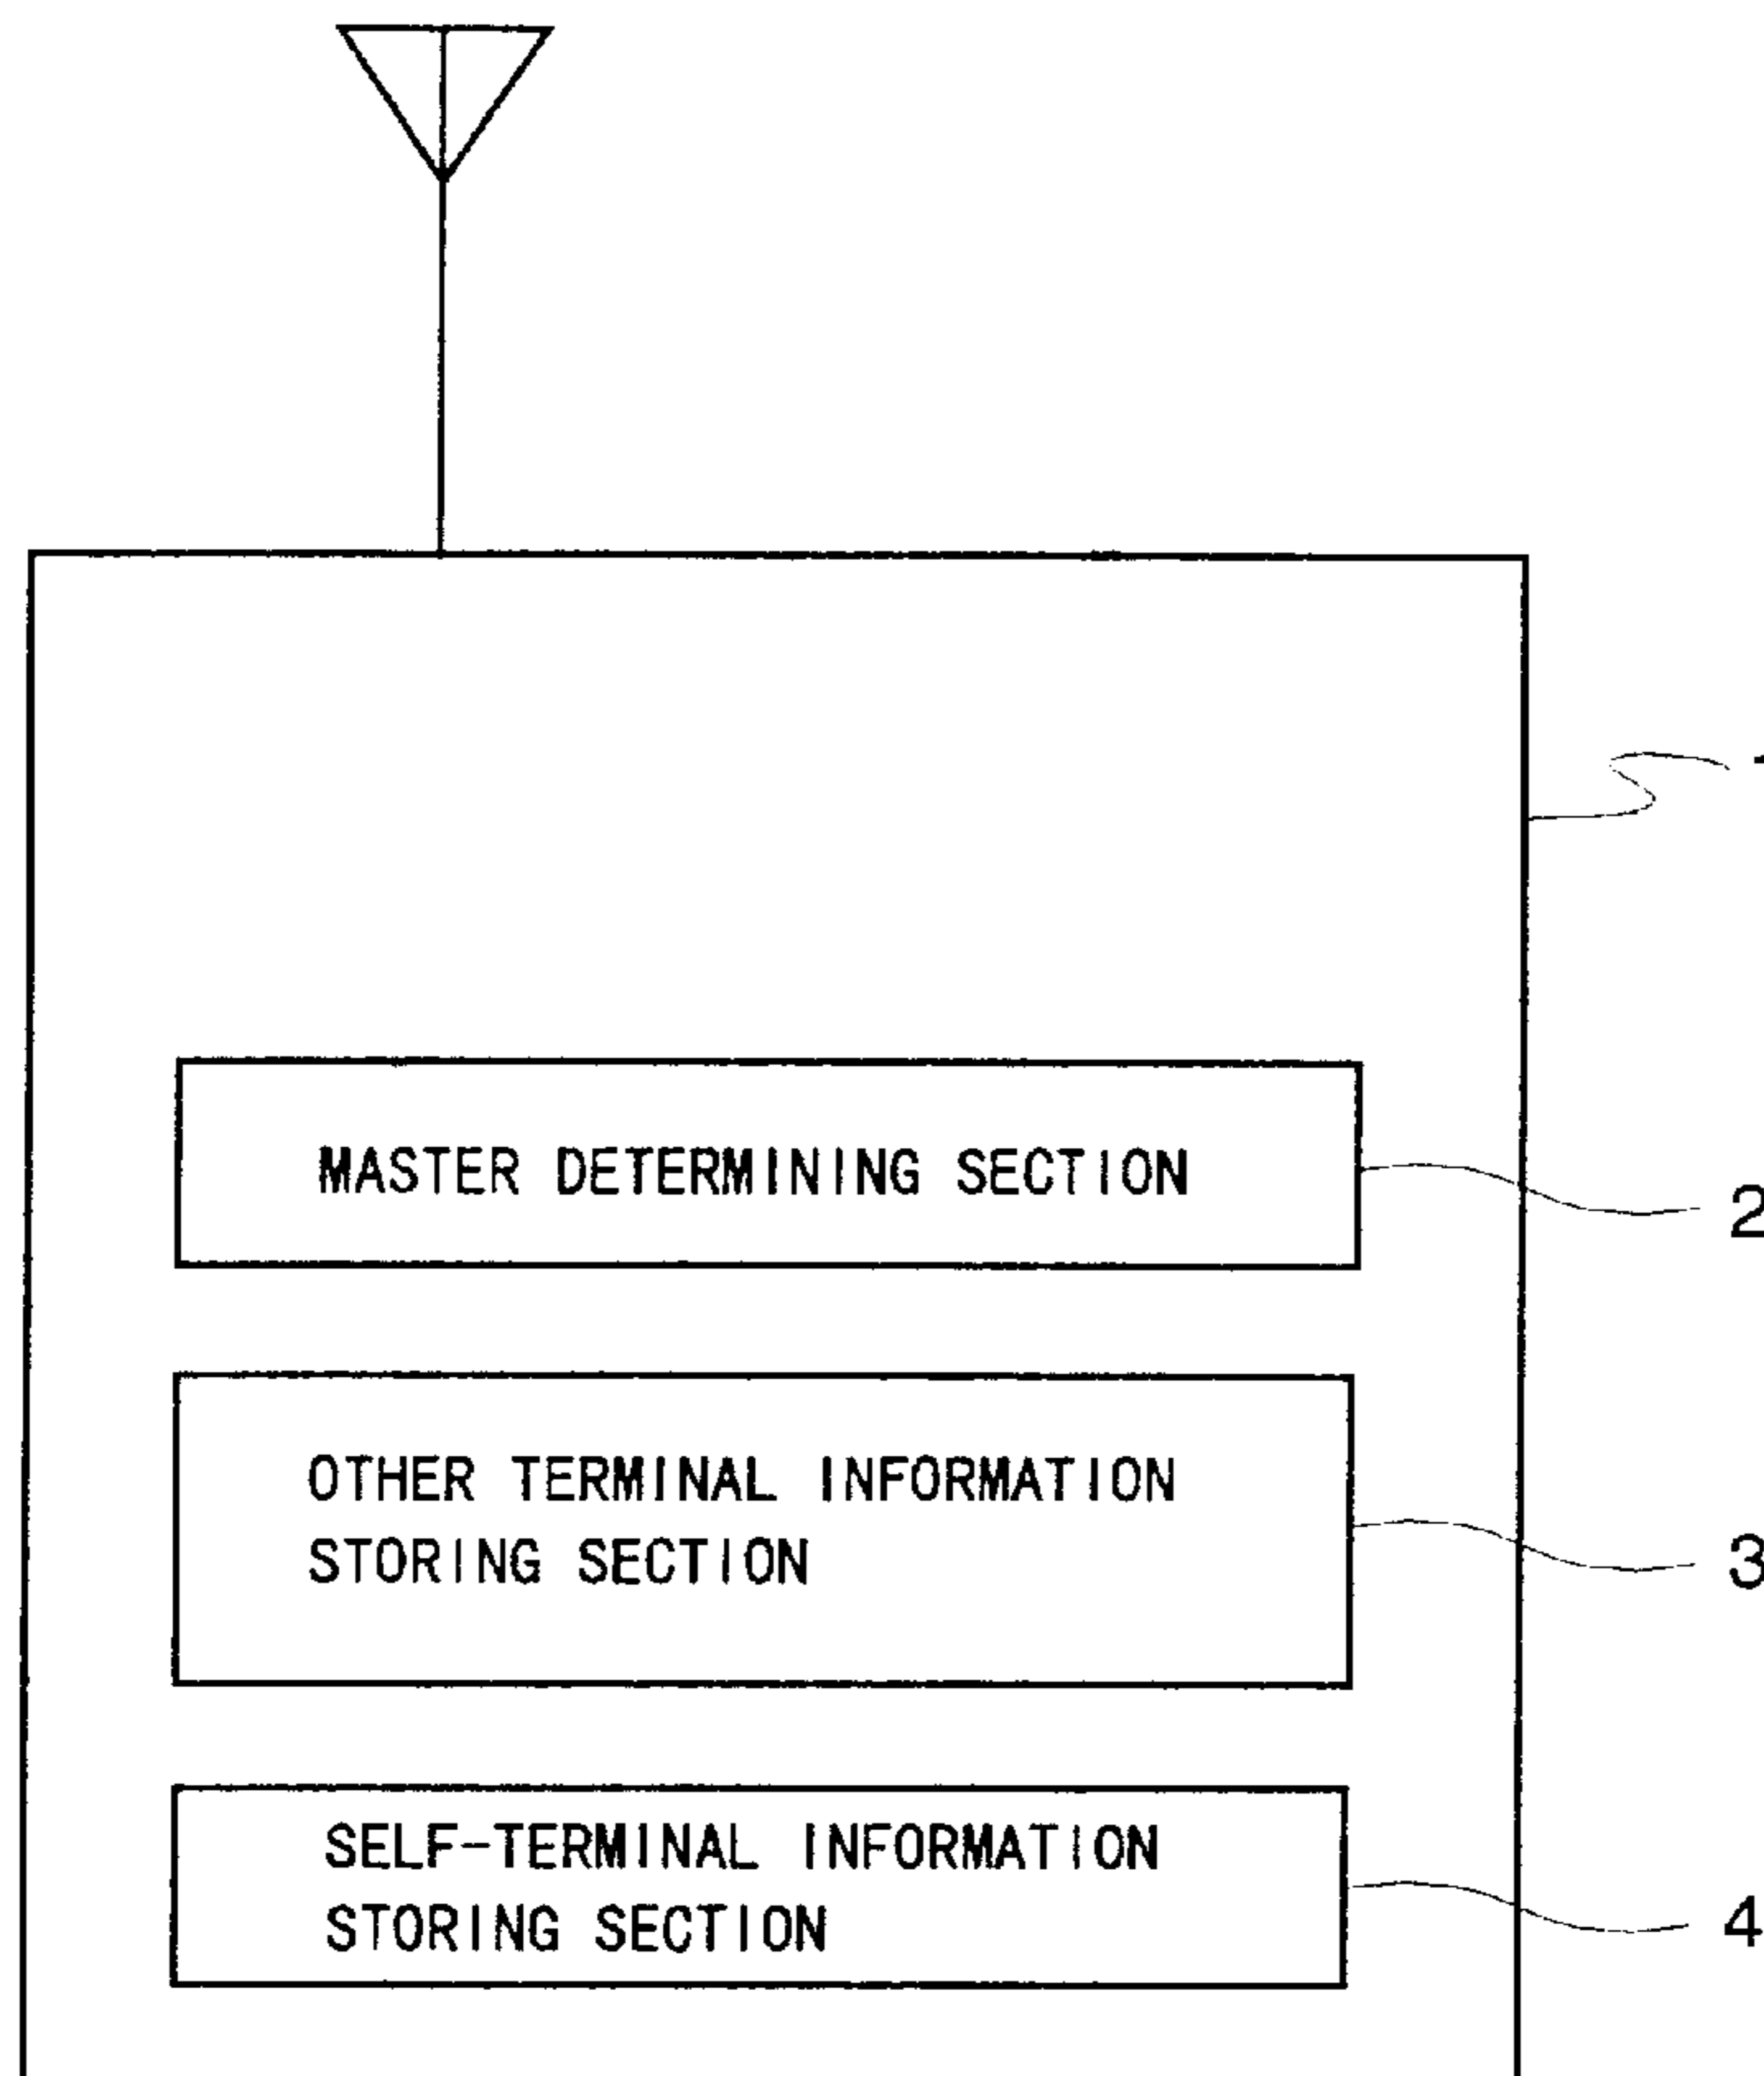 MASTER DETERMINING SECTION
2
OTHER TERMINAL INFORMATION
STORING SECTION
3
SELF-TERMINAL INFORMATION
STORING SECTION
4